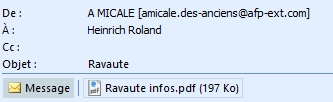 De : A MICALE [amicale.des-anciens@afp-ext.com]
À : Heinrich Roland
Cc :
Objet : Ravaute
Message Ravaute infos.pdf (197 Ko)